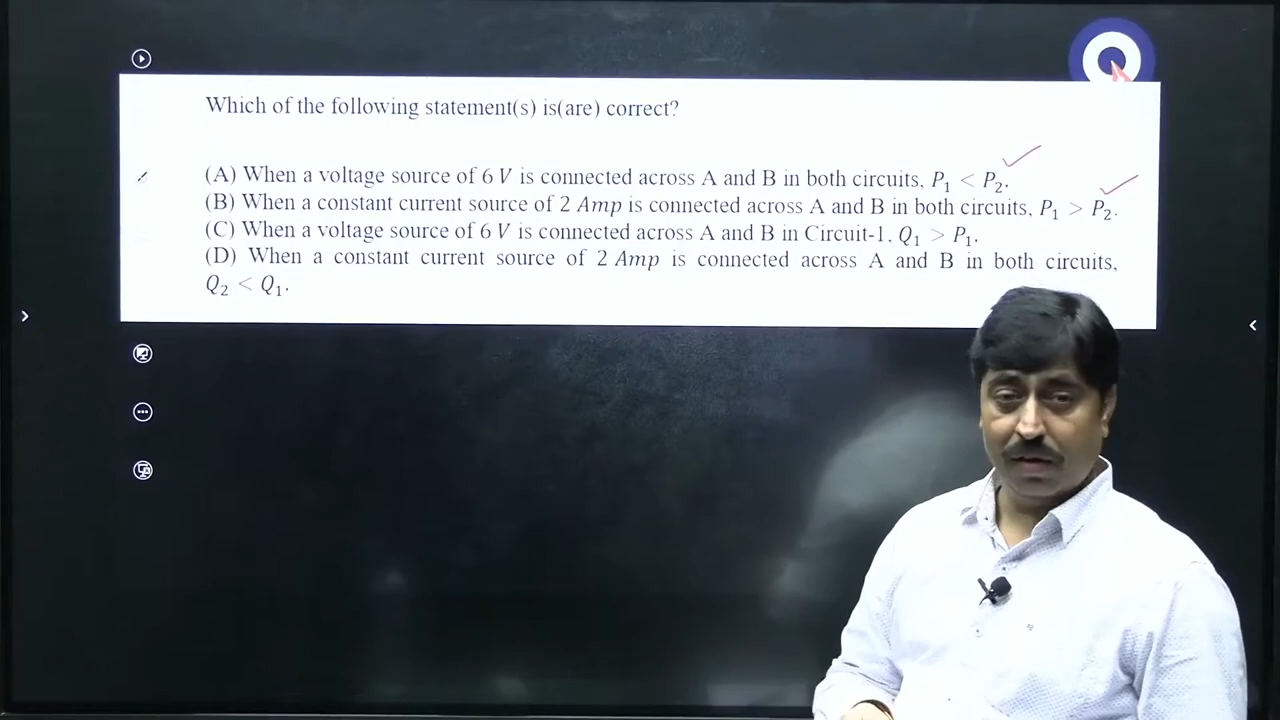 Which of the following statement(s) is(are) correct?
(A) When a voltage source of 6 V is connected across A and B in both circuits, P₁ < P₂.
(B) When a constant current source of 2 Amp is connected across A and B in both circuits, P₁ > P₂.
(C) When a voltage source of 6 V is connected across A and B in Circuit-1, Q₁ > P₁.
(D) When a constant current source of 2 Amp is connected across A and B in both circuits,
Q₂ < Q₁.